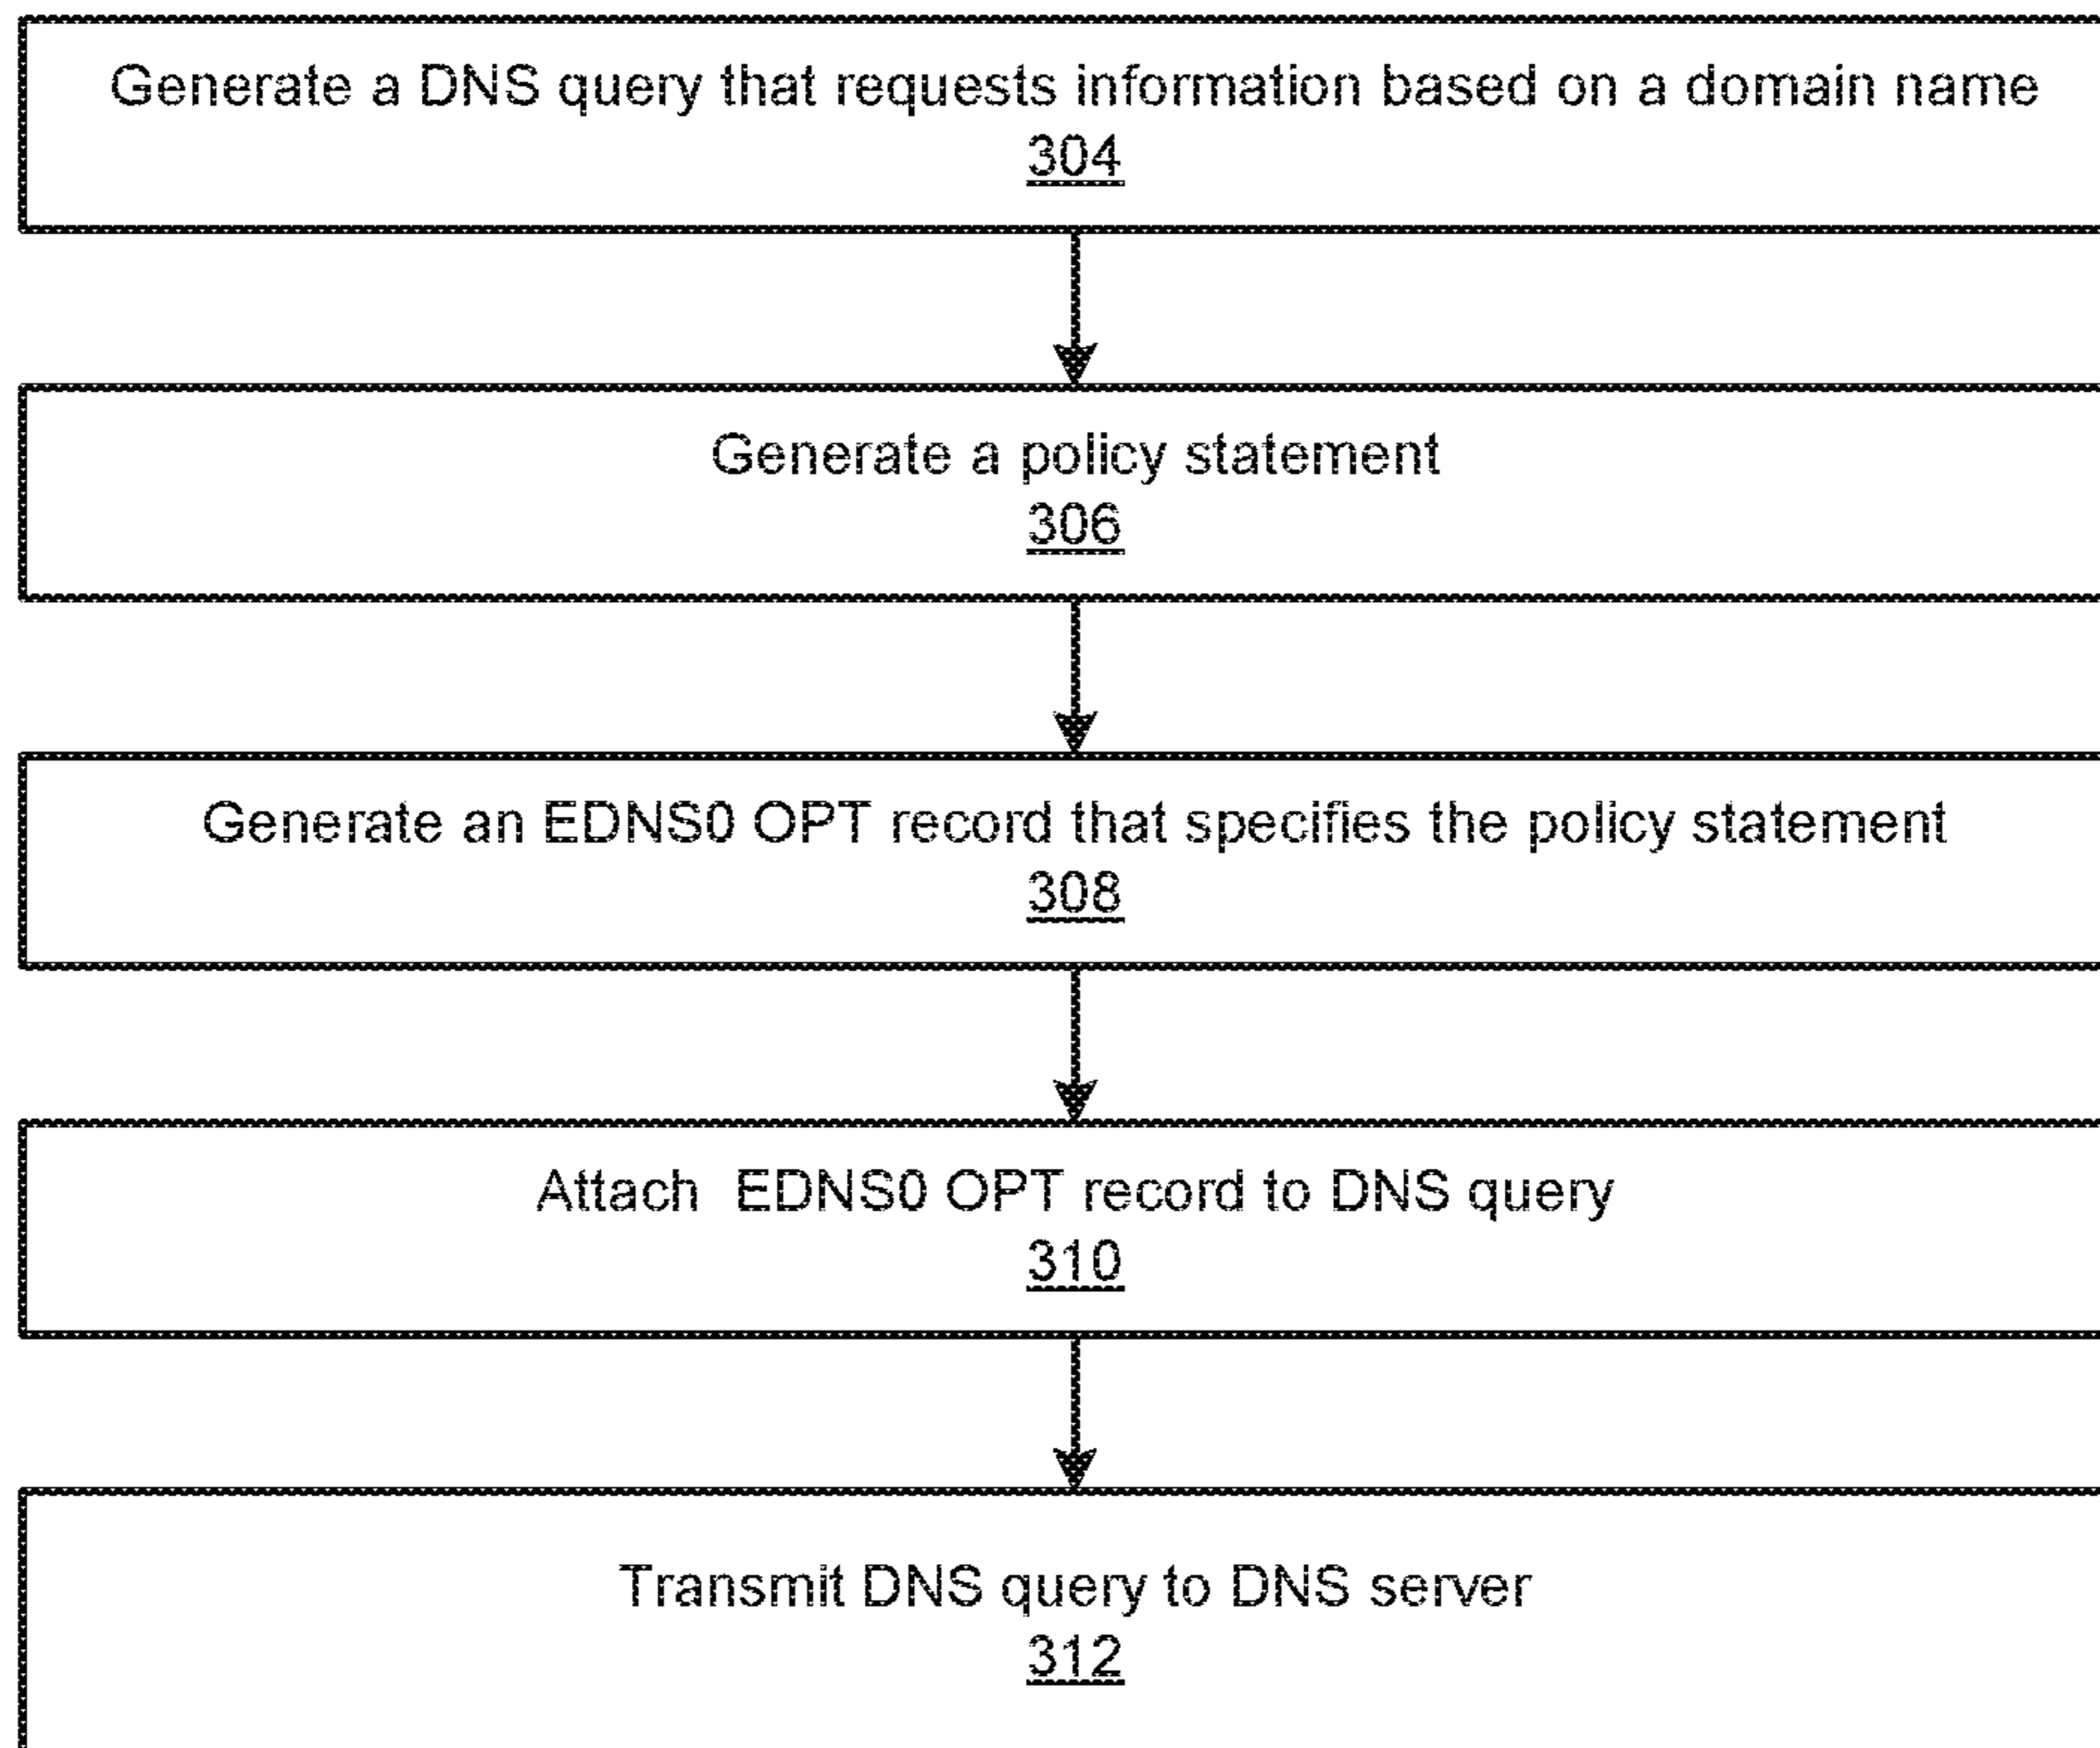 Generate a DNS query that requests information based on a domain name
304
Generate a policy statement
306
Generate an EDNS0 OPT record that specifies the policy statement
308
Attach EDNS0 OPT record to DNS query
310
Transmit DNS query to DNS server
312